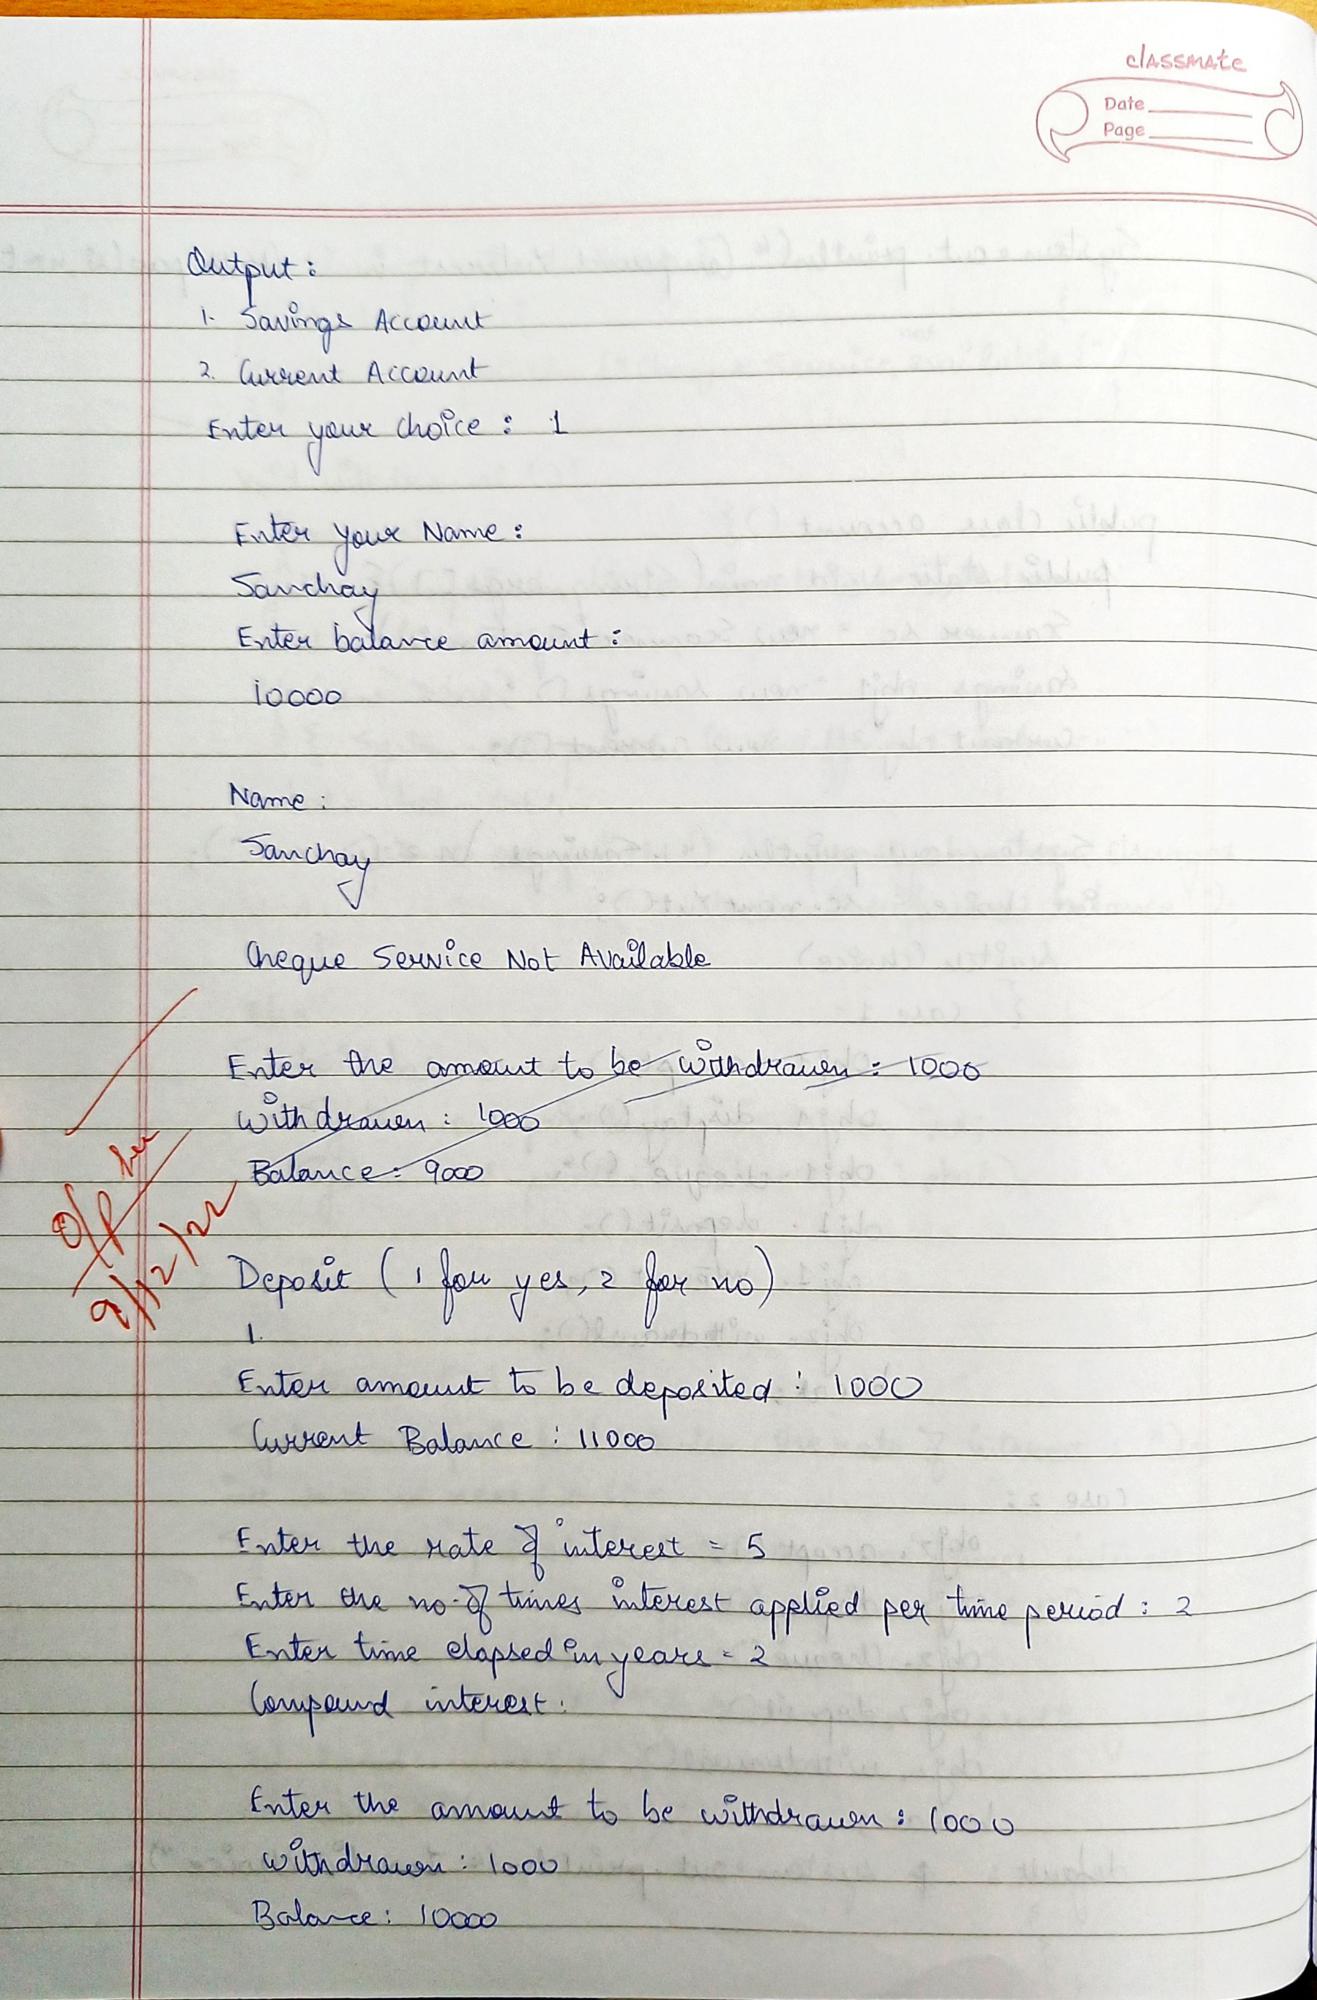 classmate
Date
Page
Output :
1. Savings Account
2. Current Account
Enter your choice : 1
Enter your Name :
Sanchay
Enter balance amount :
10000
Name :
Sanchay
Cheque Service Not Available
Enter the amount to be withdrawn : 1000
Withdrawn : 1000
Balance : 9000
O/P
9/12/22
Deposit ( 1 for yes, 2 for no)
1.
Enter amount to be deposited : 1000
Current Balance : 11000
Enter the rate of interest = 5
Enter the no. of times interest applied per time period : 2
Enter time elapsed in years = 2
Compound interest :
Enter the amount to be withdrawn : 1000
Withdrawn : 1000
Balance : 10000